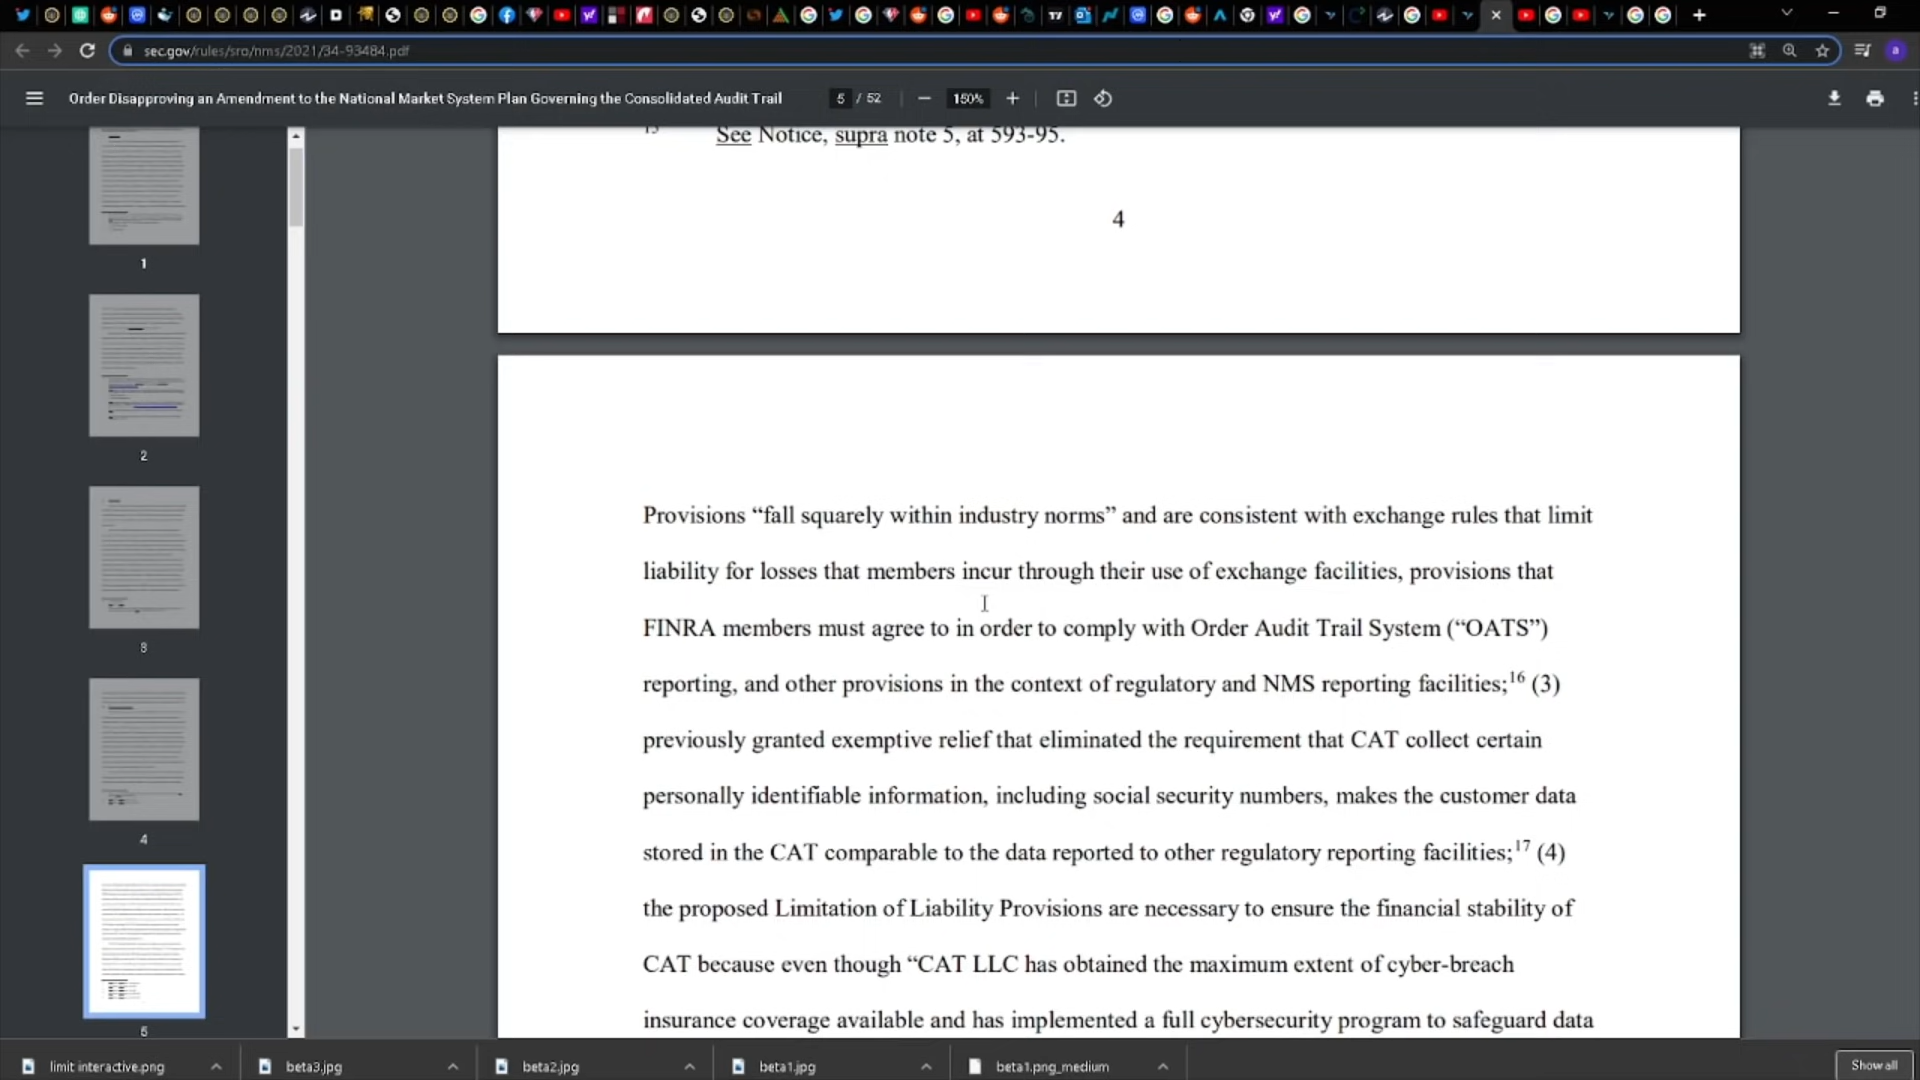 sec.gov/rules/sro/nms/2021/34-93484.pdf
a
Order Disapproving an Amendment to the National Market System Plan Governing the Consolidated Audit Trail
5 / 52
150%
1
2
3
4
5
15 See Notice, supra note 5, at 593-95.
4
Provisions “fall squarely within industry norms” and are consistent with exchange rules that limit
liability for losses that members incur through their use of exchange facilities, provisions that
FINRA members must agree to in order to comply with Order Audit Trail System (“OATS”)
reporting, and other provisions in the context of regulatory and NMS reporting facilities;16 (3)
previously granted exemptive relief that eliminated the requirement that CAT collect certain
personally identifiable information, including social security numbers, makes the customer data
stored in the CAT comparable to the data reported to other regulatory reporting facilities;17 (4)
the proposed Limitation of Liability Provisions are necessary to ensure the financial stability of
CAT because even though “CAT LLC has obtained the maximum extent of cyber-breach
insurance coverage available and has implemented a full cybersecurity program to safeguard data
limit interactive.png
beta3.jpg
beta2.jpg
beta1.jpg
beta1.png_medium
Show all